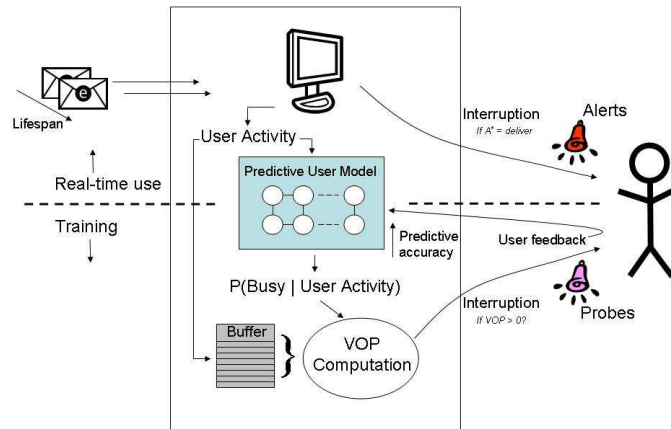 Lifespan
e
e
Real-time use
Training
User Activity
Predictive User Model
P(Busy | User Activity)
Buffer
}
VOP
Computation
Predictive
accuracy
Interruption
If A* = deliver
Alerts
User feedback
Interruption
If VOP > 0?
Probes